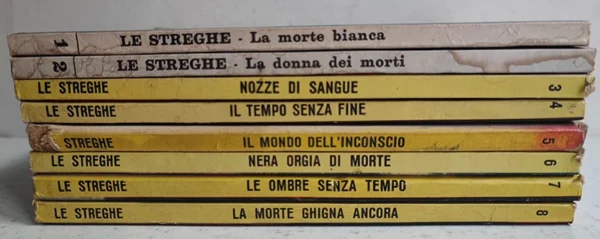 1 LE STREGHE - La morte bianca
2 LE STREGHE - La donna dei morti
LE STREGHE NOZZE DI SANGUE 3
LE STREGHE IL TEMPO SENZA FINE 4
STREGHE IL MONDO DELL'INCONSCIO 5
LE STREGHE NERA ORGIA DI MORTE 6
LE STREGHE LE OMBRE SENZA TEMPO 7
LE STREGHE LA MORTE GHIGNA ANCORA 8